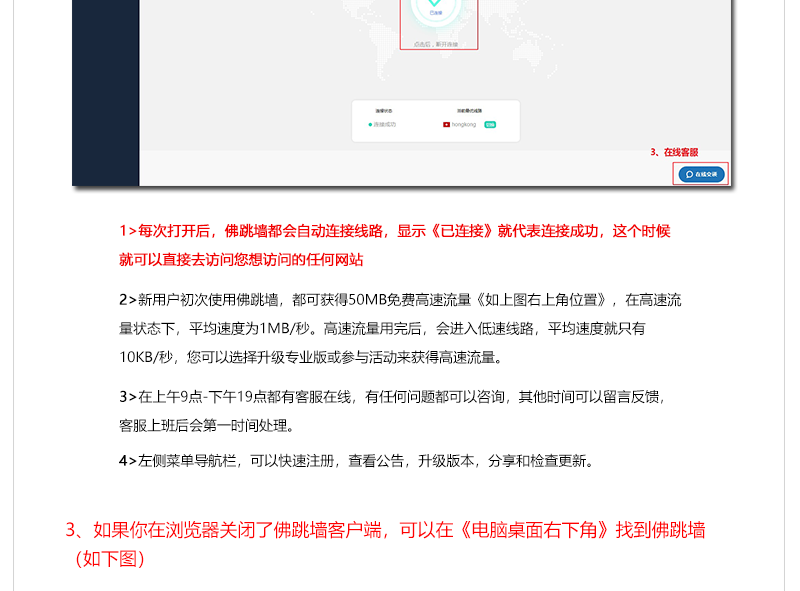 已连接
点击后，断开连接
连接状态
当前最优线路
连接成功
hongkong
切换
3、在线客服
在线交谈
1>每次打开后，佛跳墙都会自动连接线路，显示《已连接》就代表连接成功，这个时候
就可以直接去访问您想访问的任何网站
2>新用户初次使用佛跳墙，都可获得50MB免费高速流量《如上图右上角位置》，在高速流
量状态下，平均速度为1MB/秒。高速流量用完后，会进入低速线路，平均速度就只有
10KB/秒，您可以选择升级专业版或参与活动来获得高速流量。
3>在上午9点-下午19点都有客服在线，有任何问题都可以咨询，其他时间可以留言反馈，
客服上班后会第一时间处理。
4>左侧菜单导航栏，可以快速注册，查看公告，升级版本，分享和检查更新。
3、如果你在浏览器关闭了佛跳墙客户端，可以在《电脑桌面右下角》找到佛跳墙
（如下图）